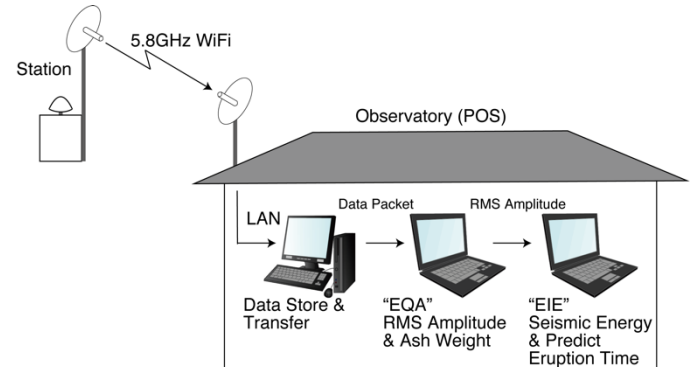 5.8GHz WiFi
Station
Observatory (POS)
LAN
Data Packet
RMS Amplitude
Data Store &
Transfer
“EQA”
RMS Amplitude
& Ash Weight
“EIE”
Seismic Energy
& Predict
Eruption Time